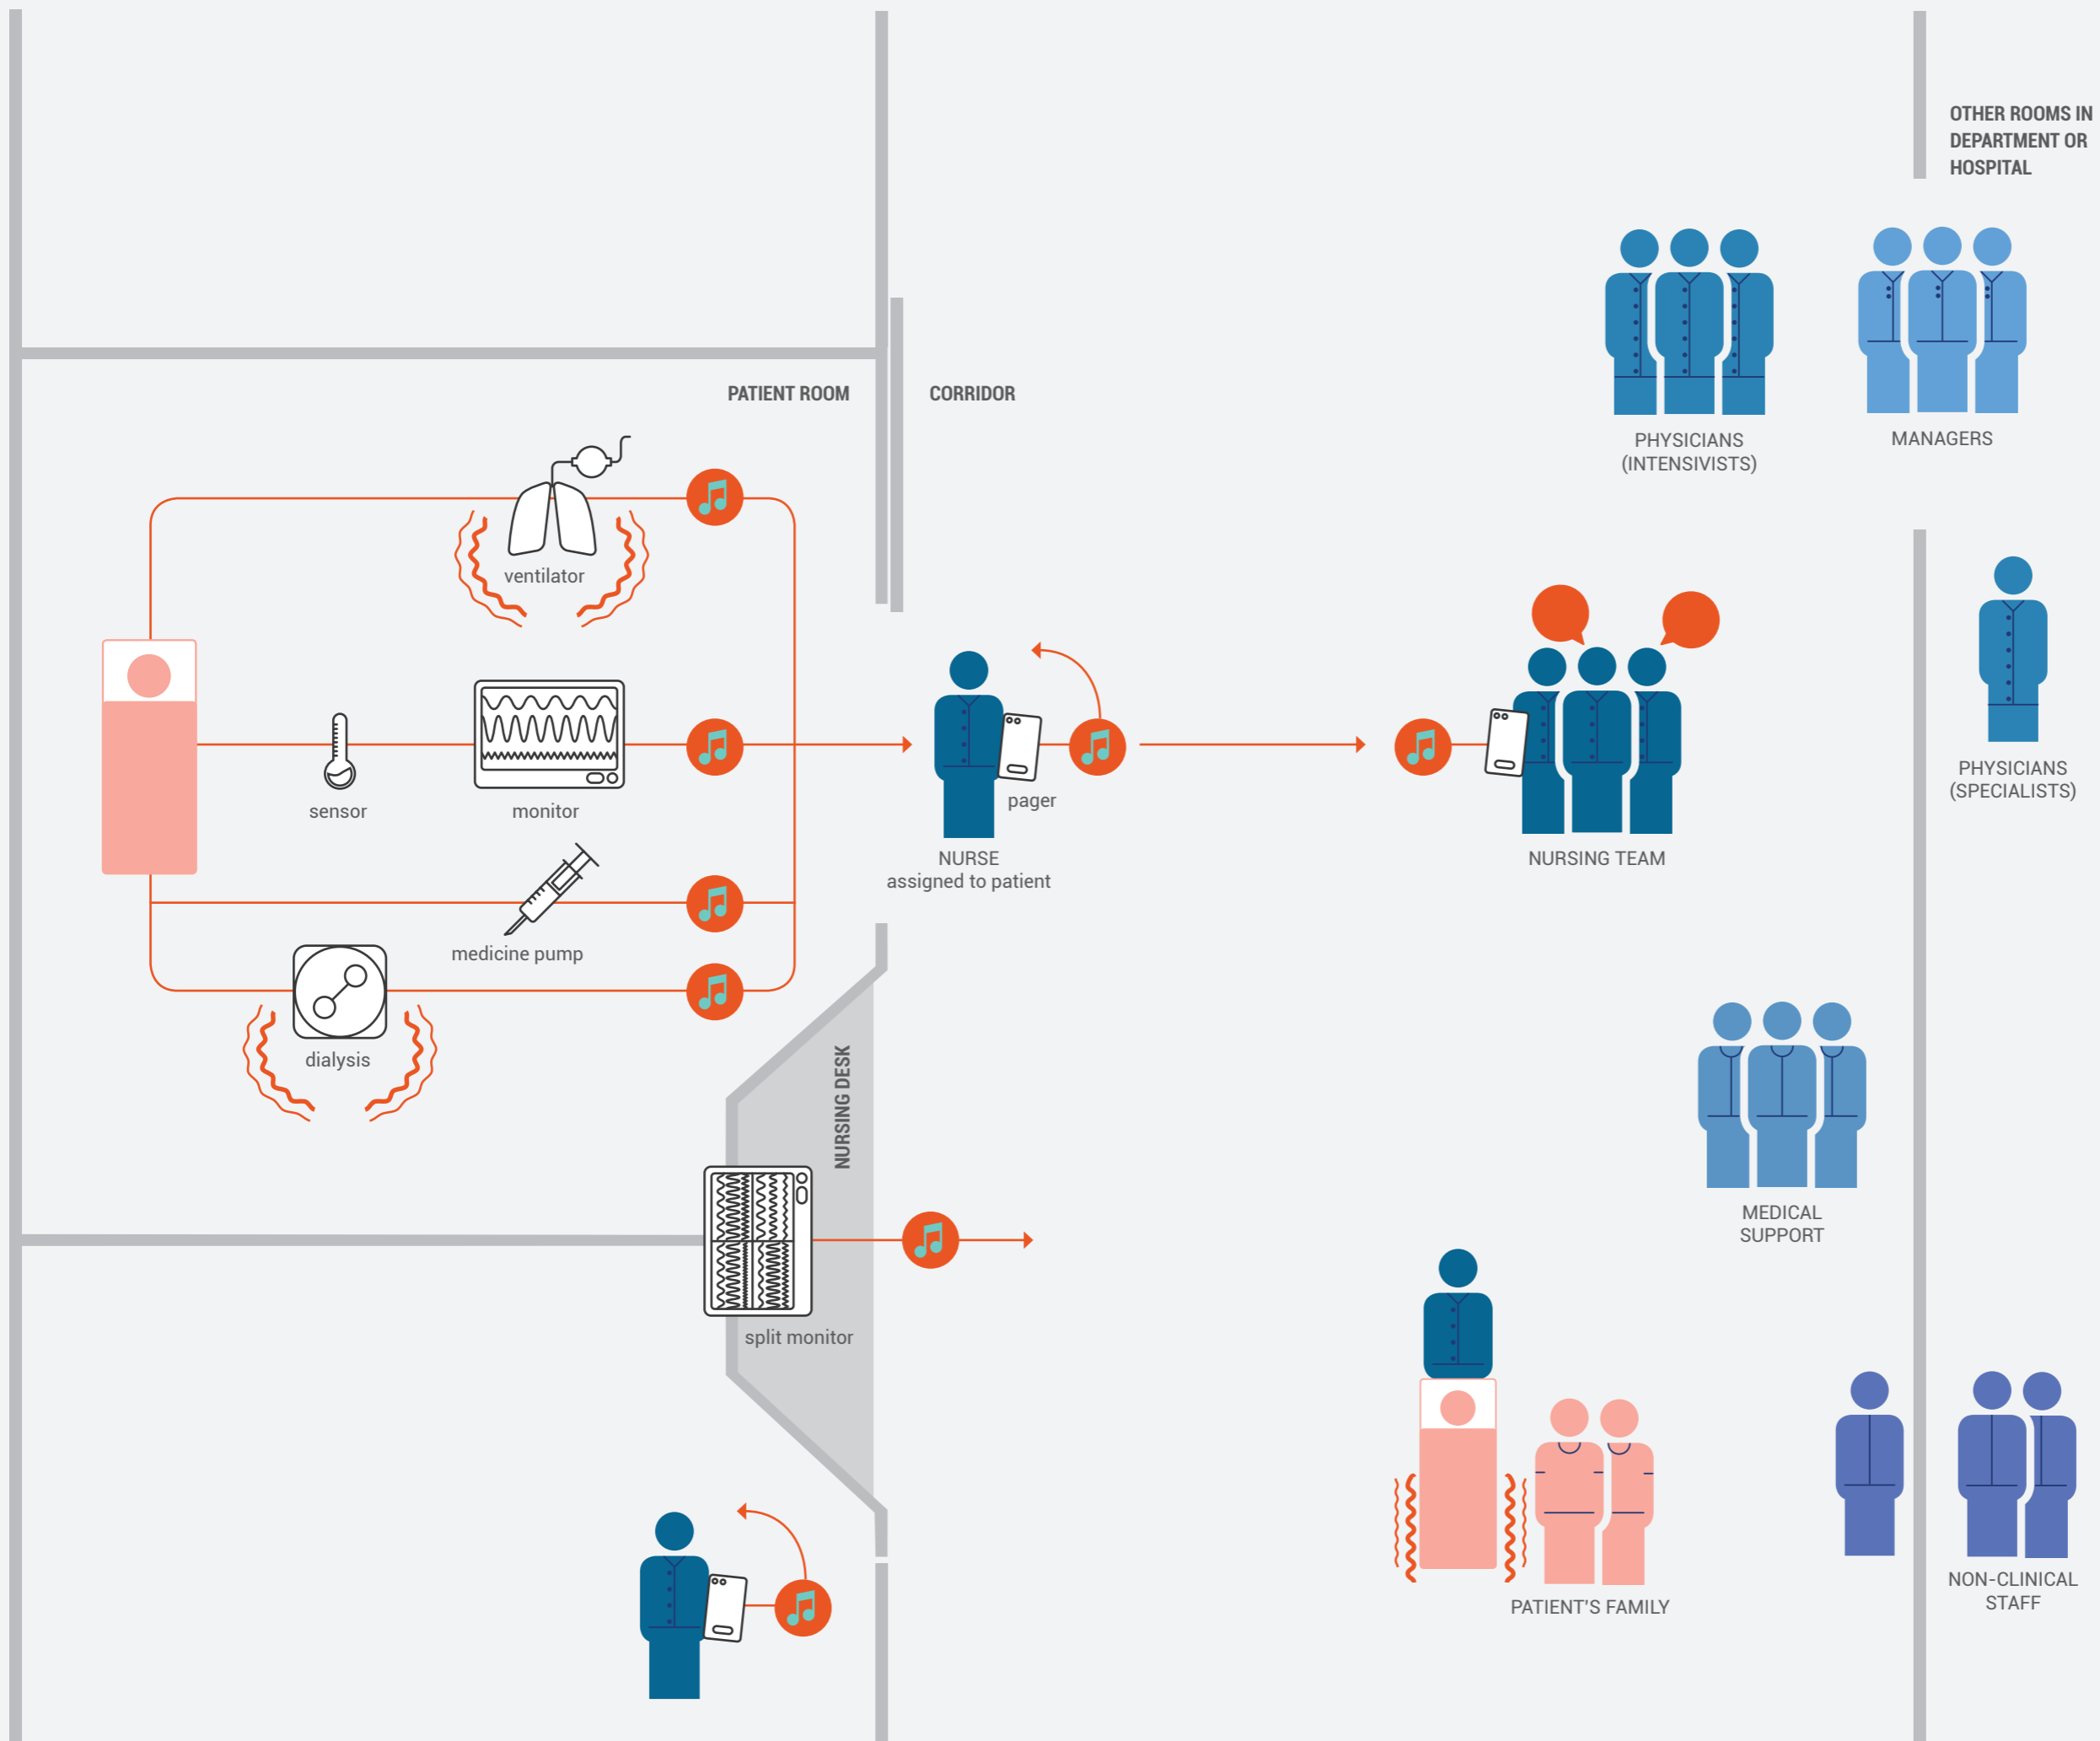 OTHER ROOMS IN
DEPARTMENT OR
HOSPITAL
PATIENT ROOM
CORRIDOR
PHYSICIANS
(INTENSIVISTS)
MANAGERS
ventilator
sensor
monitor
pager
NURSE
assigned to patient
NURSING TEAM
PHYSICIANS
(SPECIALISTS)
medicine pump
dialysis
NURSING DESK
split monitor
MEDICAL
SUPPORT
PATIENT'S FAMILY
NON-CLINICAL
STAFF